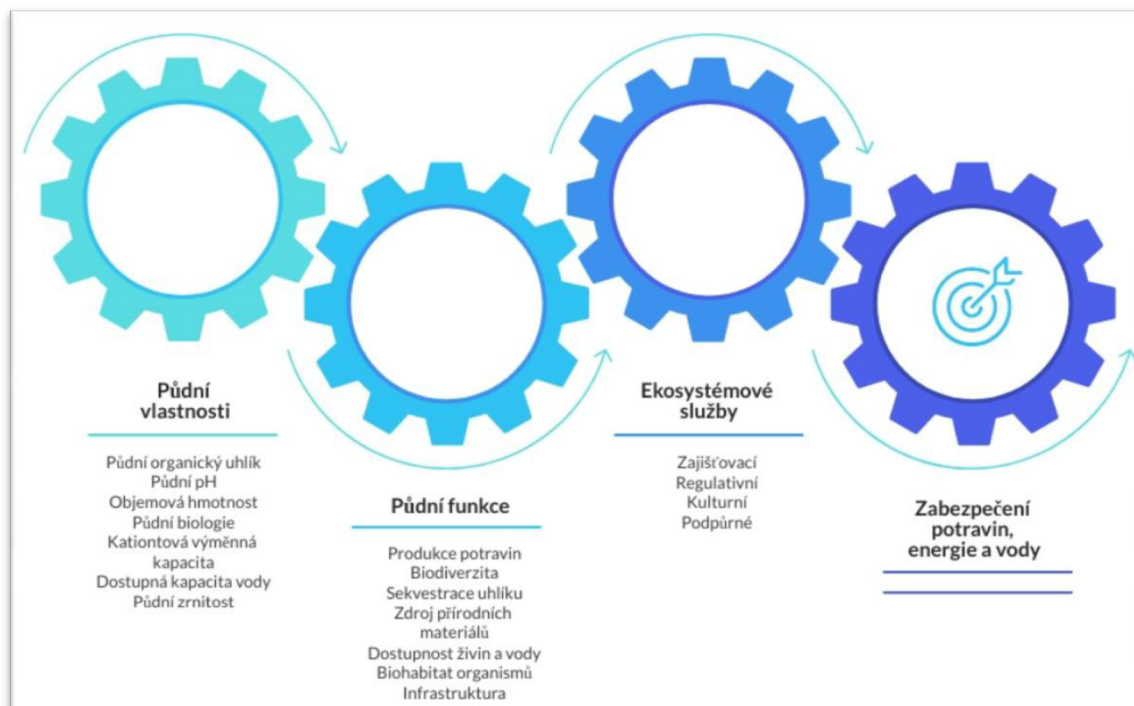 Půdní
vlastnosti
Půdní organický uhlík
Půdní pH
Objemová hmotnost
Půdní biologie
Kationtová výměnná
kapacita
Dostupná kapacita vody
Půdní zrnitost
Půdní funkce
Produkce potravin
Biodiverzita
Sekvestrace uhlíku
Zdroj přírodních
materiálů
Dostupnost živin a vody
Biohabitat organismů
Infrastruktura
Ekosystémové
služby
Zajišťovací
Regulativní
Kulturní
Podpůrné
Zabezpečení
potravin,
energie a vody